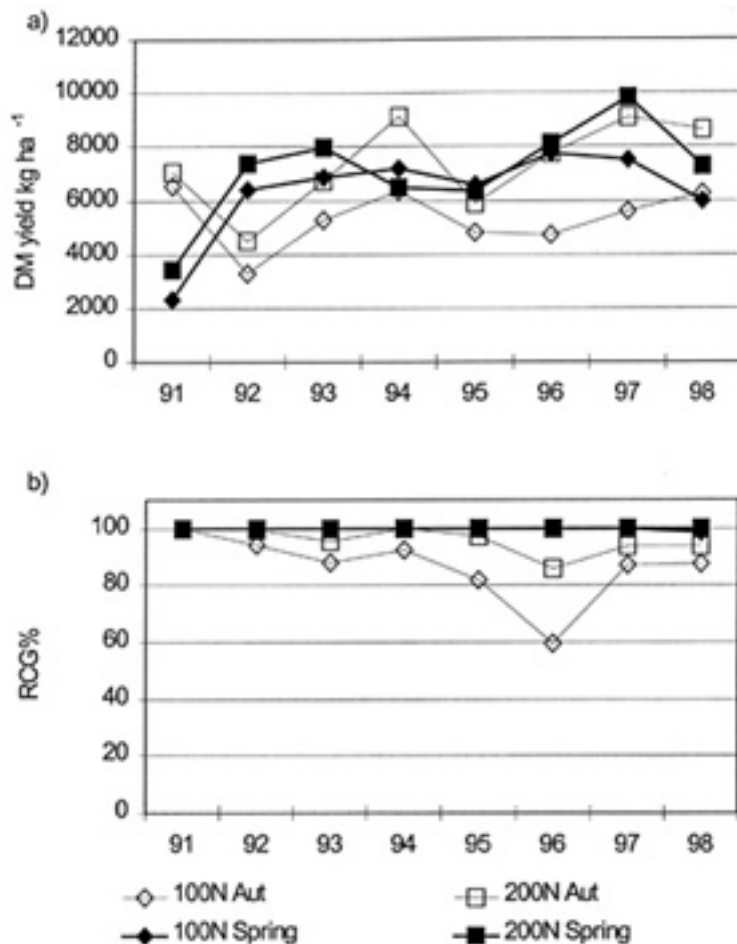 a)
12000
10000
8000
6000
4000
2000
0
DM yield kg ha -1
91 92 93 94 95 96 97 98
b)
100
80
60
40
20
0
RCG%
91 92 93 94 95 96 97 98
100N Aut 200N Aut
100N Spring 200N Spring